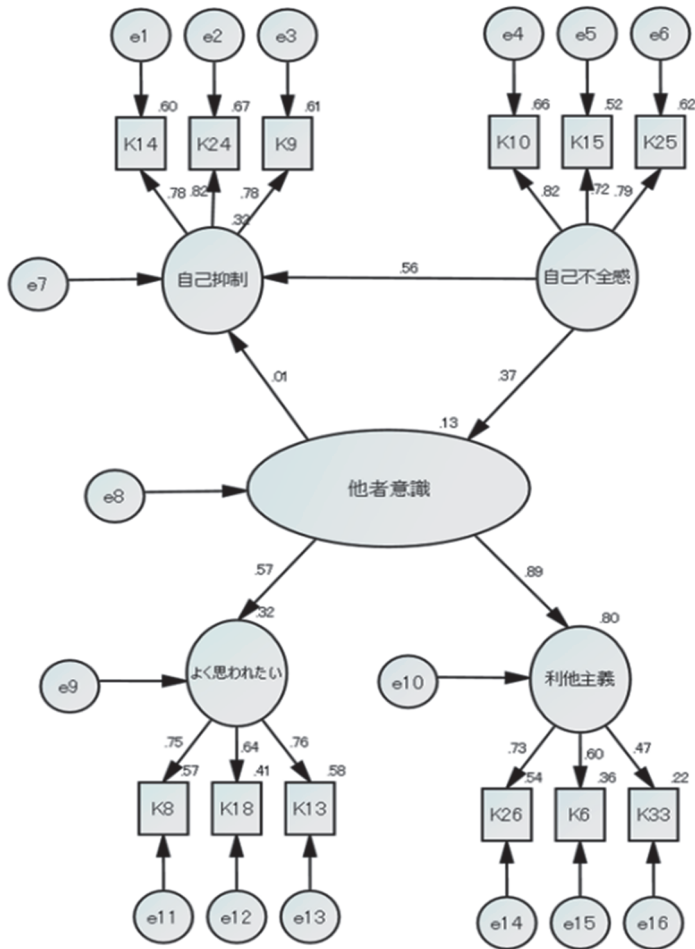 e1 e2 e3 e4 e5 e6
.60 .67 .61 .66 .52 .62
K14 K24 K9 K10 K15 K25
.78 .82 .78 .82 .72 .79
.32
自己抑制 自己不全感
e7
.56
.01 .37
.13
他者意識
e8
.57 .89
.32 .80
よく思われたい 利他主義
e9 e10
.75 .64 .76 .73 .60 .47
.57 .41 .58 .54 .36 .22
K8 K18 K13 K26 K6 K33
e11 e12 e13 e14 e15 e16